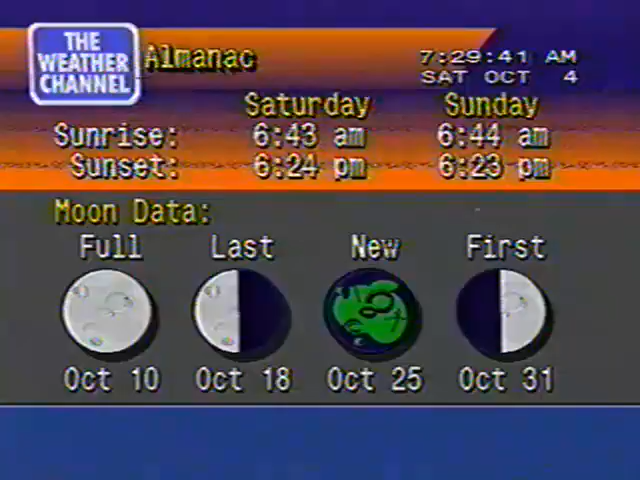 THE
WEATHER
CHANNEL
Almanac
7:29:41 AM
SAT OCT 4
Saturday Sunday
Sunrise: 6:43 am 6:44 am
Sunset: 6:24 pm 6:23 pm
Moon Data:
Full Last New First
Oct 10 Oct 18 Oct 25 Oct 31